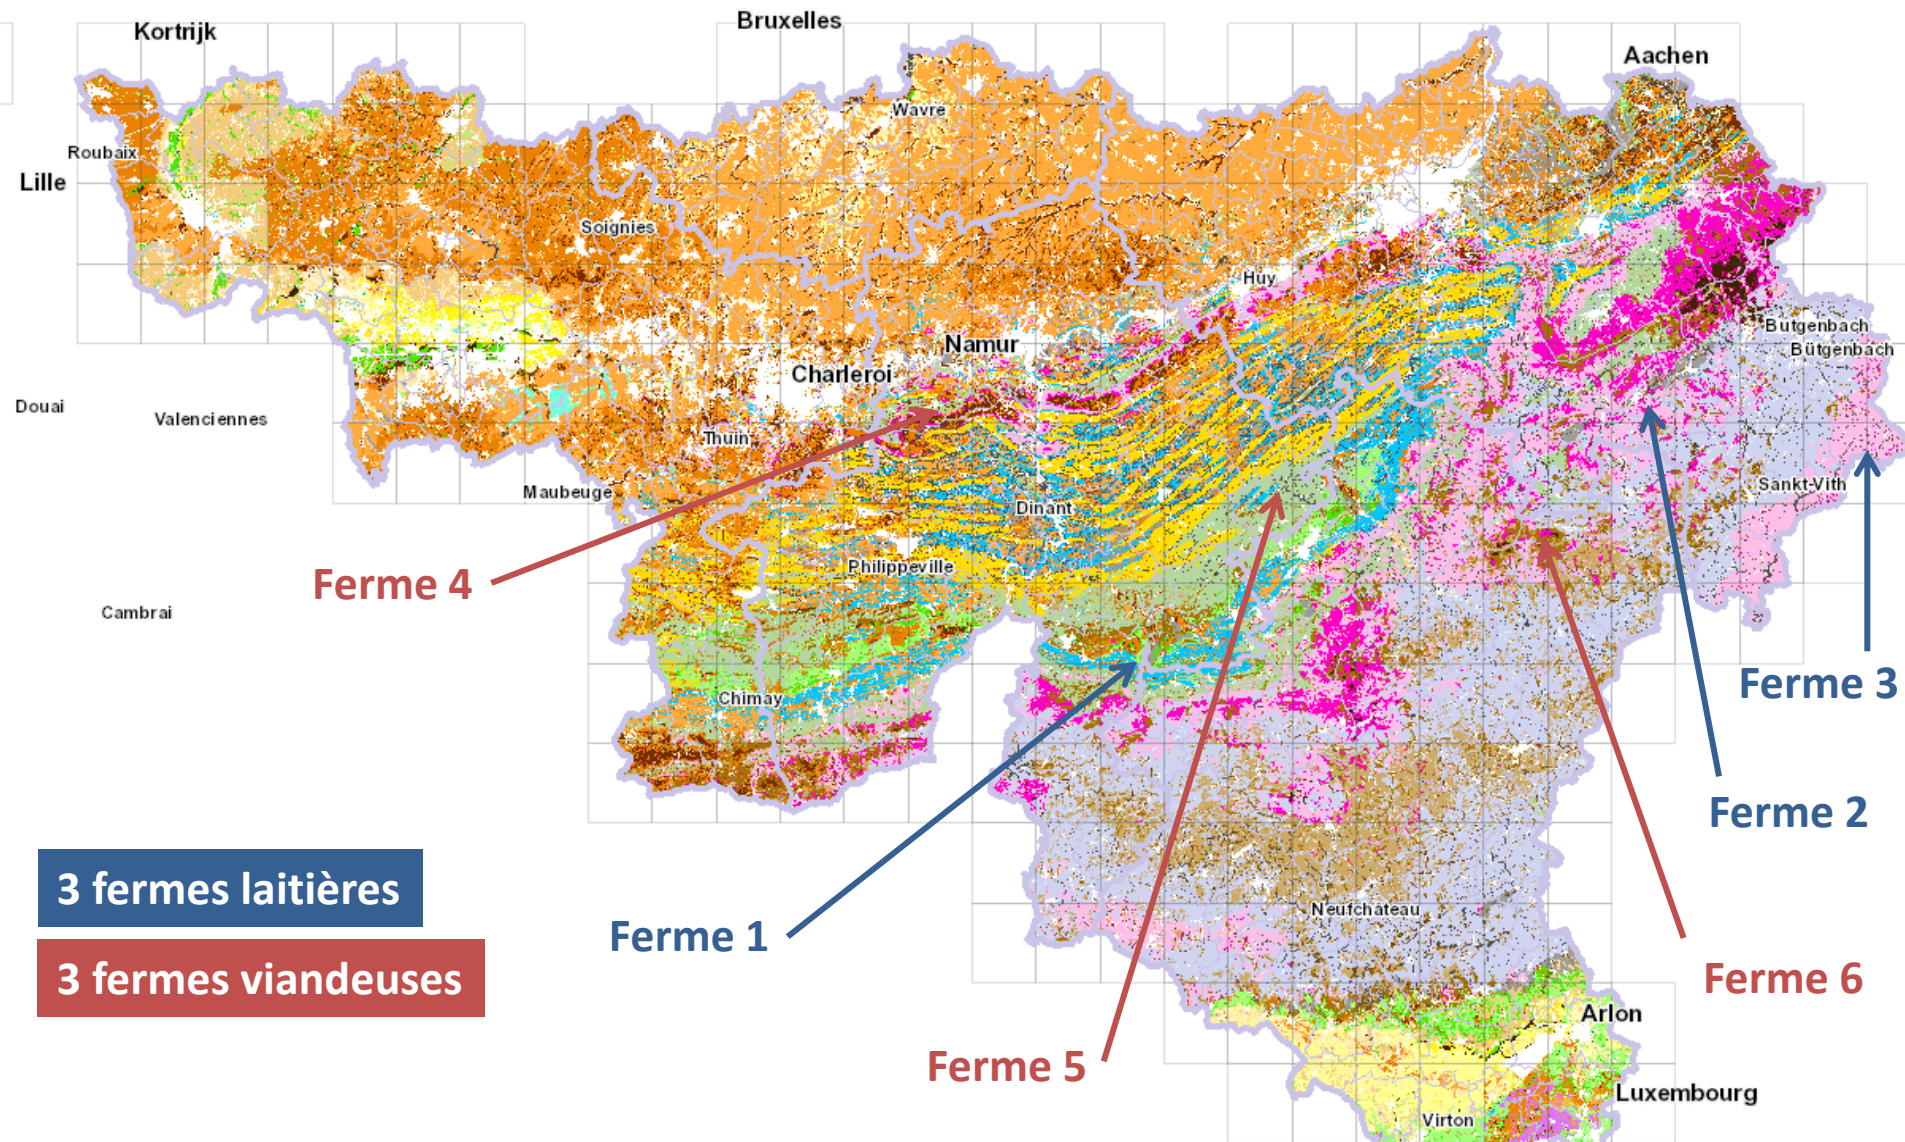 Kortrijk
Bruxelles
Aachen
Wavre
Roubaix
Lille
Soignies
Huy
Butgenbach
Bütgenbach
Namur
Charleroi
Douai
Valenciennes
Thuin
Maubeuge
Sankt-Vith
Dinant
Philippeville
Ferme 4
Cambrai
Chimay
Ferme 3
Ferme 2
3 fermes laitières
Neufchâteau
Ferme 1
3 fermes viandeuses
Ferme 6
Arlon
Ferme 5
Luxembourg
Virton